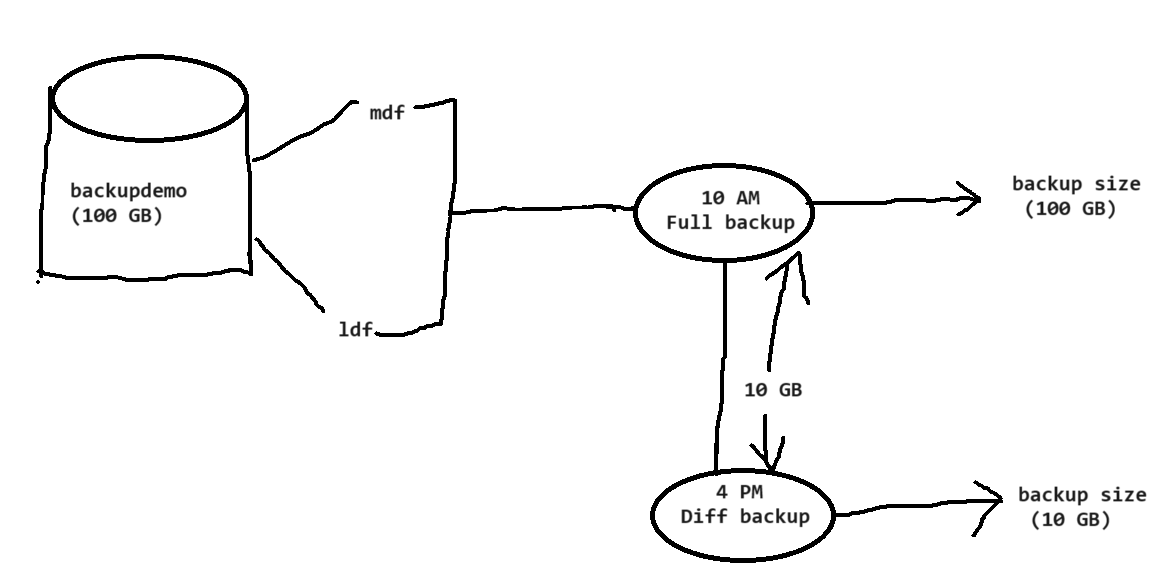 backupdemo
(100 GB)
mdf
ldf
10 AM
Full backup
backup size
(100 GB)
10 GB
4 PM
Diff backup
backup size
(10 GB)